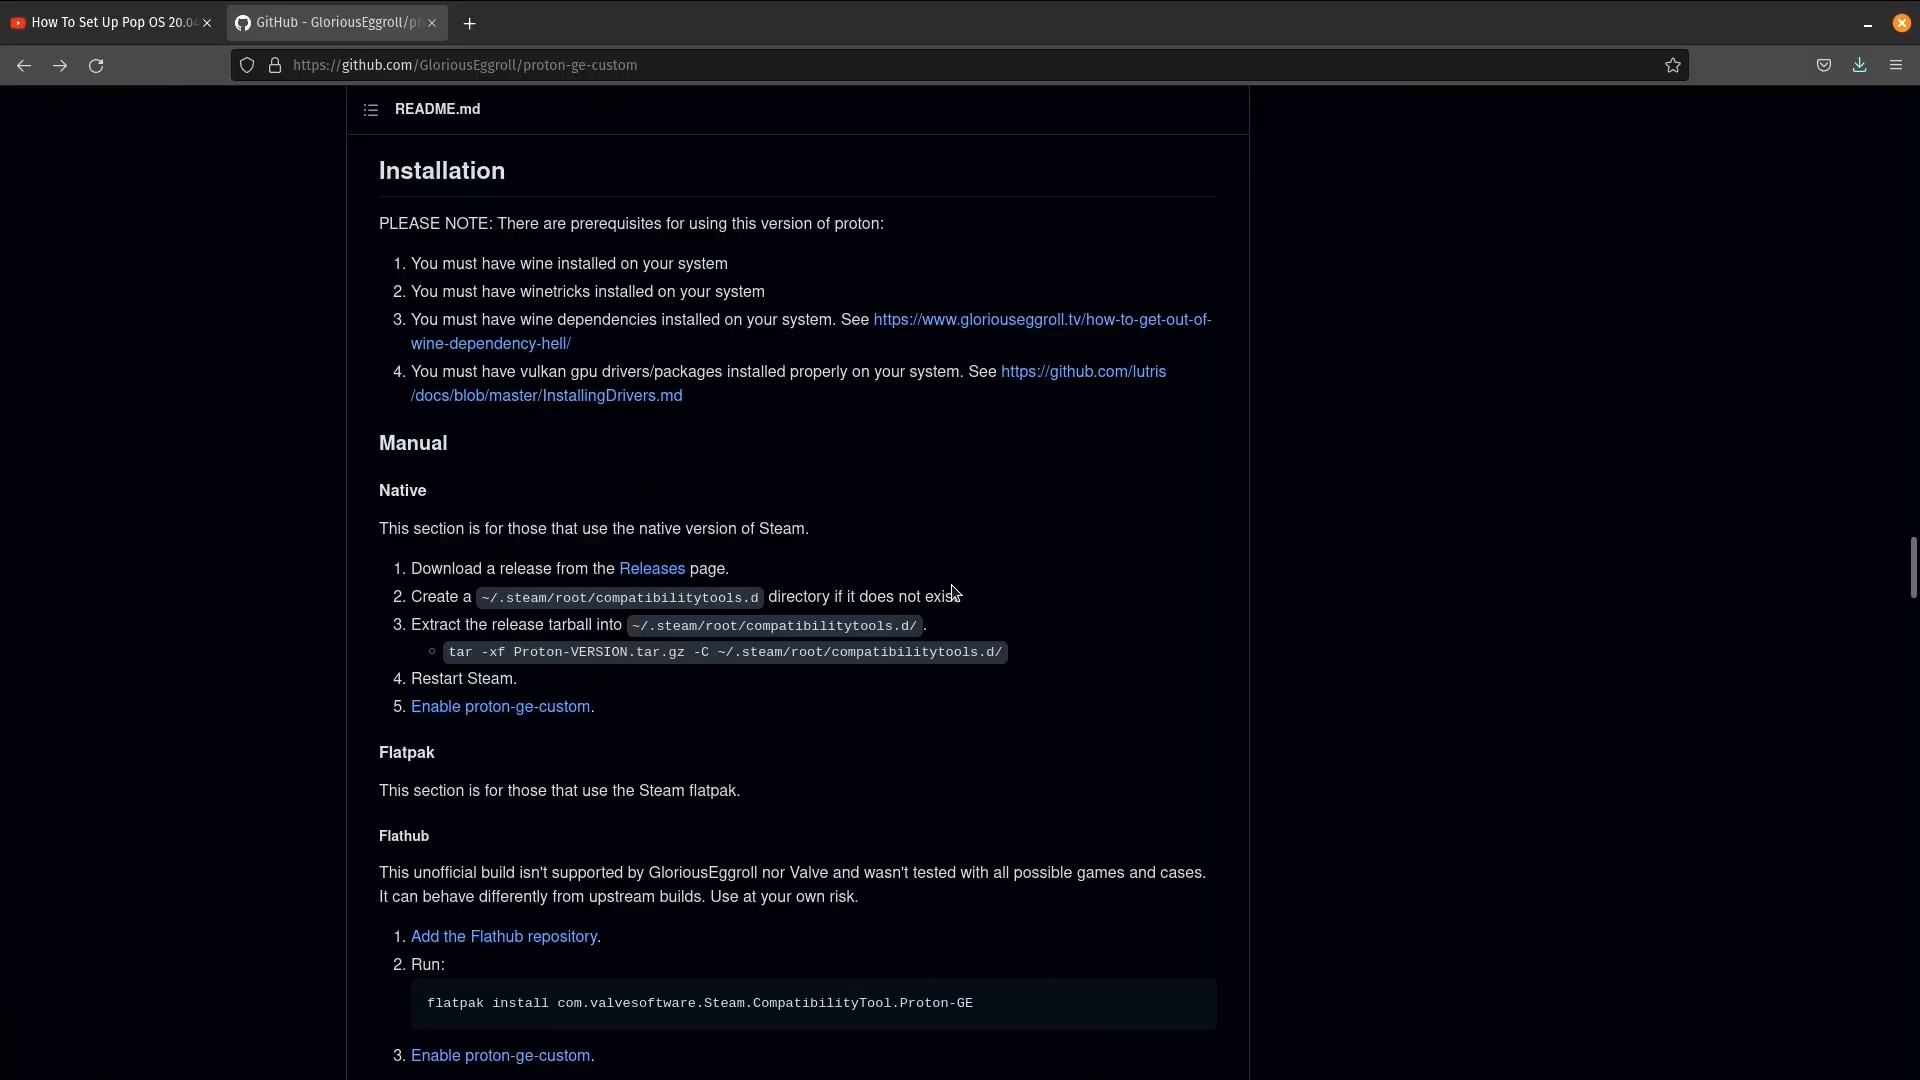 How To Set Up Pop OS 20.04
GitHub - GloriousEggroll/pr
https://github.com/GloriousEggroll/proton-ge-custom
README.md
Installation
PLEASE NOTE: There are prerequisites for using this version of proton:
1. You must have wine installed on your system
2. You must have winetricks installed on your system
3. You must have wine dependencies installed on your system. See https://www.gloriouseggroll.tv/how-to-get-out-of-
wine-dependency-hell/
4. You must have vulkan gpu drivers/packages installed properly on your system. See https://github.com/lutris
/docs/blob/master/InstallingDrivers.md
Manual
Native
This section is for those that use the native version of Steam.
1. Download a release from the Releases page.
2. Create a ~/.steam/root/compatibilitytools.d directory if it does not exist.
3. Extract the release tarball into ~/.steam/root/compatibilitytools.d/ .
○ tar -xf Proton-VERSION.tar.gz -C ~/.steam/root/compatibilitytools.d/
4. Restart Steam.
5. Enable proton-ge-custom.
Flatpak
This section is for those that use the Steam flatpak.
Flathub
This unofficial build isn't supported by GloriousEggroll nor Valve and wasn't tested with all possible games and cases.
It can behave differently from upstream builds. Use at your own risk.
1. Add the Flathub repository.
2. Run:
flatpak install com.valvesoftware.Steam.CompatibilityTool.Proton-GE
3. Enable proton-ge-custom.